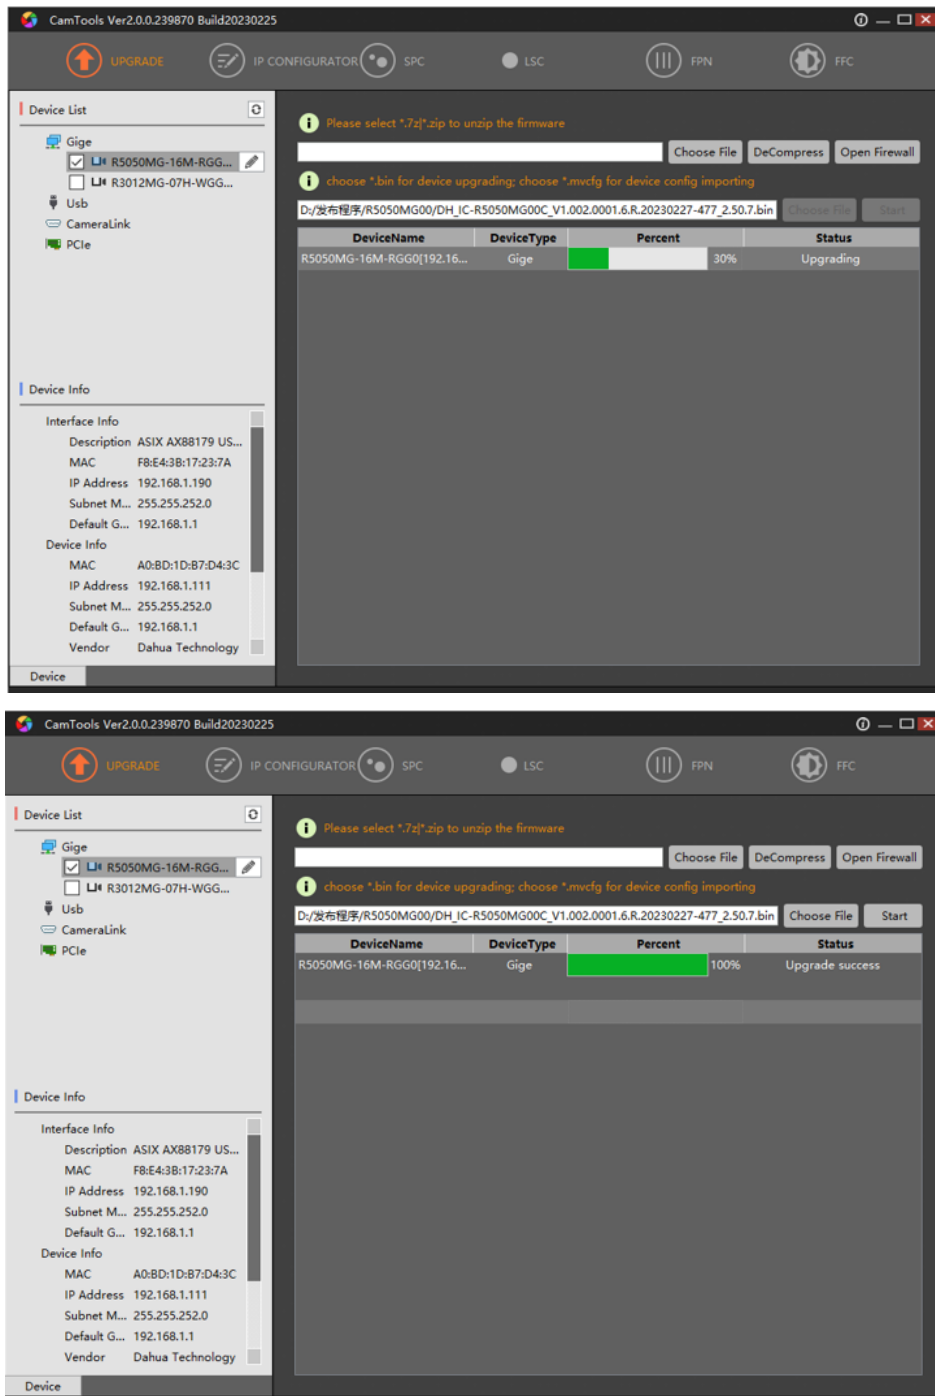 CamTools Ver2.0.0.239870 Build20230225
UPGRADE IP CONFIGURATOR SPC LSC FPN FFC
Device List
Gige
R5050MG-16M-RGG...
R3012MG-07H-WGG...
Usb
CameraLink
PCIe
Please select *.7z|*.zip to unzip the firmware
Choose File DeCompress Open Firewall
choose *.bin for device upgrading; choose *.mvcfg for device config importing
D:/发布程序/R5050MG00/DH_IC-R5050MG00C_V1.002.0001.6.R.20230227-477_2.50.7.bin Choose File Start
DeviceName DeviceType Percent Status
R5050MG-16M-RGG0[192.16... Gige 30% Upgrading
Device Info
Interface Info
Description ASIX AX88179 US...
MAC F8:E4:3B:17:23:7A
IP Address 192.168.1.190
Subnet M... 255.255.252.0
Default G... 192.168.1.1
Device Info
MAC A0:BD:1D:B7:D4:3C
IP Address 192.168.1.111
Subnet M... 255.255.252.0
Default G... 192.168.1.1
Vendor Dahua Technology
Device
CamTools Ver2.0.0.239870 Build20230225
UPGRADE IP CONFIGURATOR SPC LSC FPN FFC
Device List
Gige
R5050MG-16M-RGG...
R3012MG-07H-WGG...
Usb
CameraLink
PCIe
Please select *.7z|*.zip to unzip the firmware
Choose File DeCompress Open Firewall
choose *.bin for device upgrading; choose *.mvcfg for device config importing
D:/发布程序/R5050MG00/DH_IC-R5050MG00C_V1.002.0001.6.R.20230227-477_2.50.7.bin Choose File Start
DeviceName DeviceType Percent Status
R5050MG-16M-RGG0[192.16... Gige 100% Upgrade success
Device Info
Interface Info
Description ASIX AX88179 US...
MAC F8:E4:3B:17:23:7A
IP Address 192.168.1.190
Subnet M... 255.255.252.0
Default G... 192.168.1.1
Device Info
MAC A0:BD:1D:B7:D4:3C
IP Address 192.168.1.111
Subnet M... 255.255.252.0
Default G... 192.168.1.1
Vendor Dahua Technology
Device